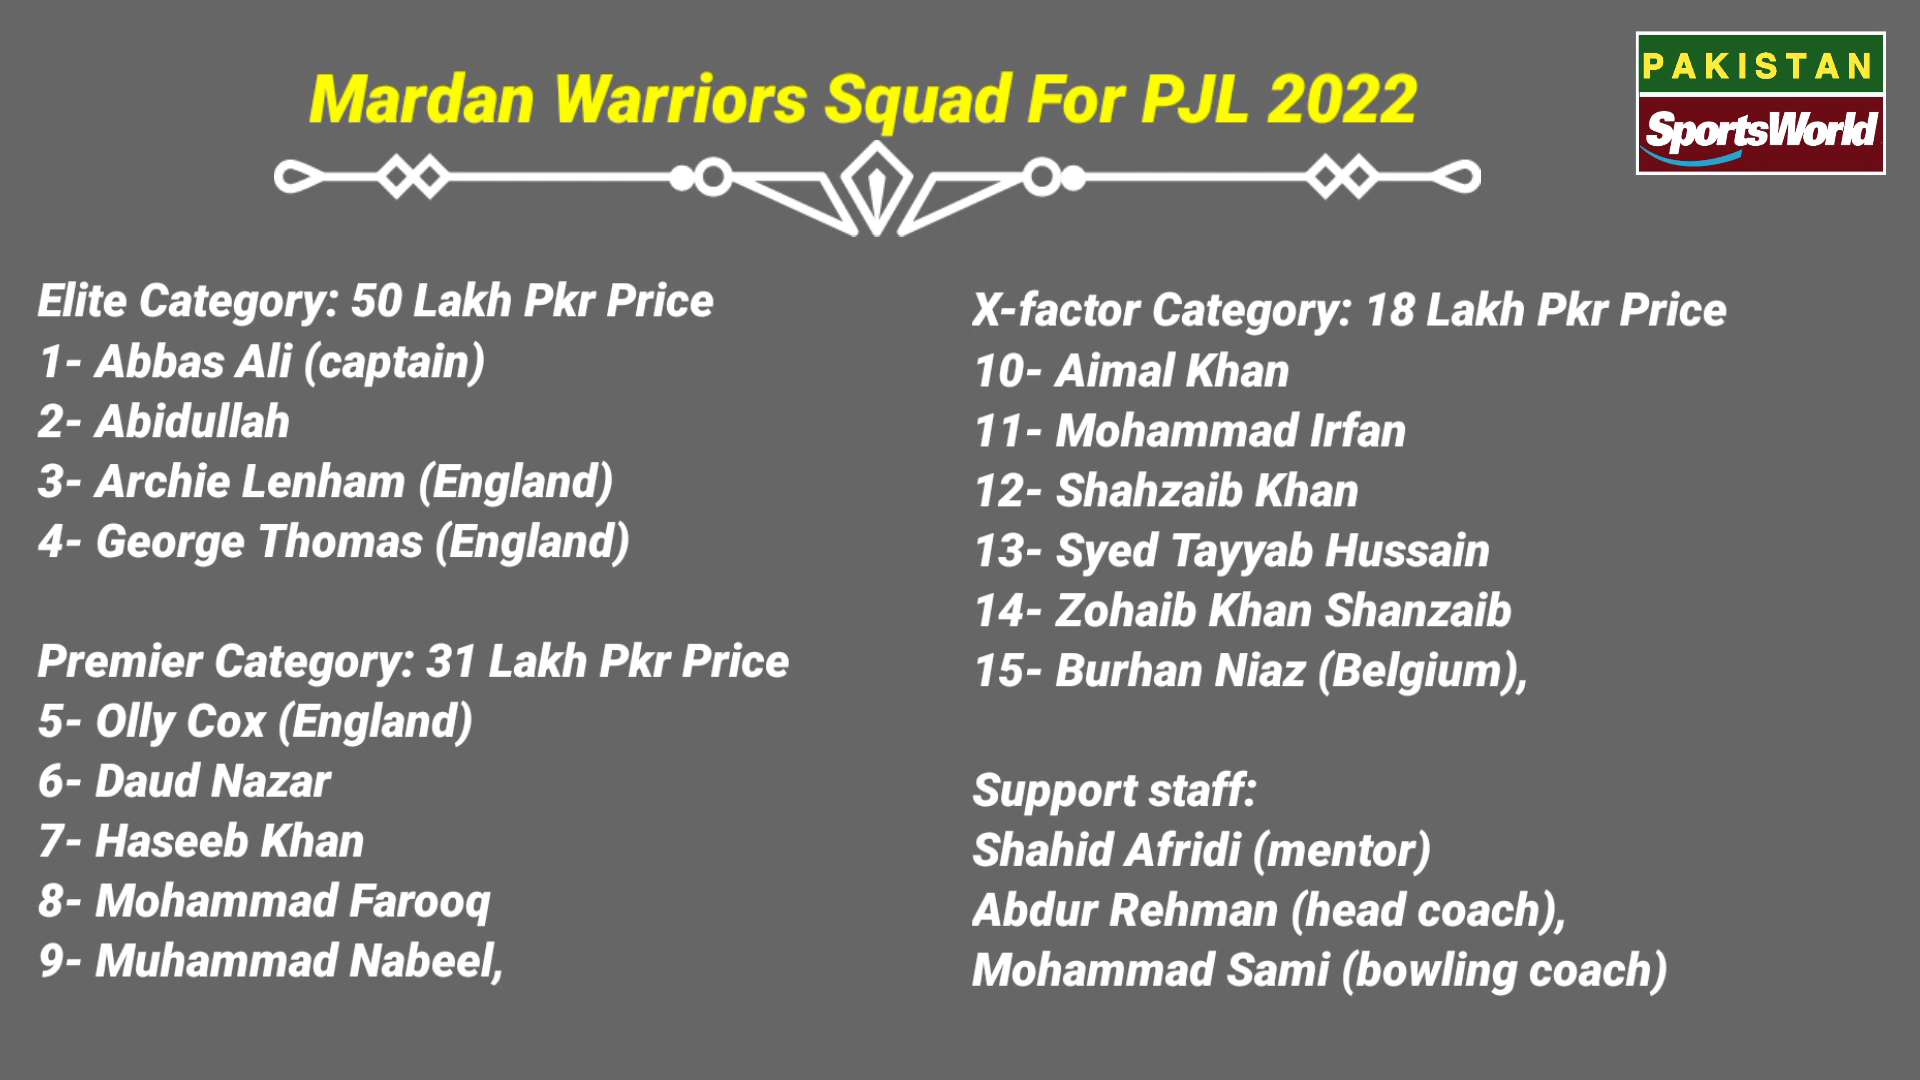 Mardan Warriors Squad For PJL 2022
PAKISTAN
SportsWorld
Elite Category: 50 Lakh Pkr Price
1- Abbas Ali (captain)
2- Abidullah
3- Archie Lenham (England)
4- George Thomas (England)
Premier Category: 31 Lakh Pkr Price
5- Olly Cox (England)
6- Daud Nazar
7- Haseeb Khan
8- Mohammad Farooq
9- Muhammad Nabeel,
X-factor Category: 18 Lakh Pkr Price
10- Aimal Khan
11- Mohammad Irfan
12- Shahzaib Khan
13- Syed Tayyab Hussain
14- Zohaib Khan Shanzaib
15- Burhan Niaz (Belgium),
Support staff:
Shahid Afridi (mentor)
Abdur Rehman (head coach),
Mohammad Sami (bowling coach)